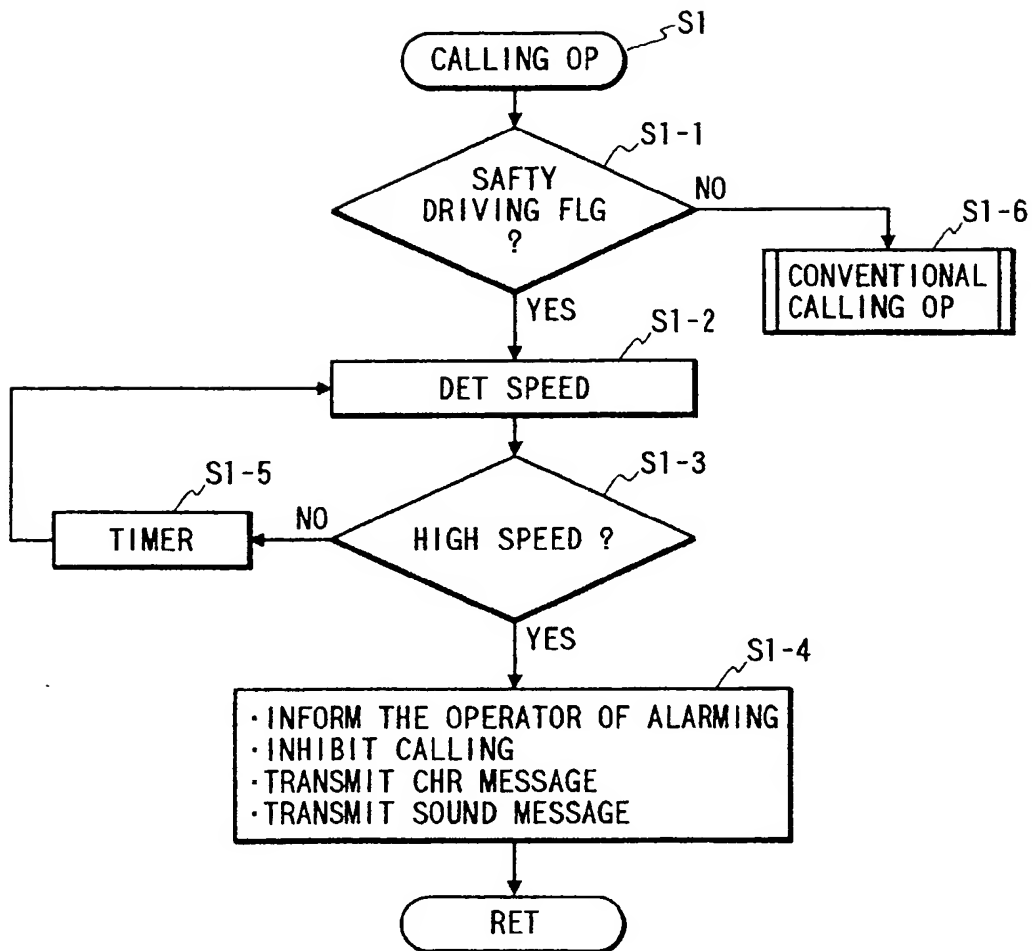 S1
CALLING OP
S1-1
SAFTY
DRIVING FLG
?
NO
S1-6
CONVENTIONAL
CALLING OP
YES
S1-2
DET SPEED
S1-3
S1-5
NO
TIMER
HIGH SPEED ?
YES
S1-4
·INFORM THE OPERATOR OF ALARMING
·INHIBIT CALLING
·TRANSMIT CHR MESSAGE
·TRANSMIT SOUND MESSAGE
RET